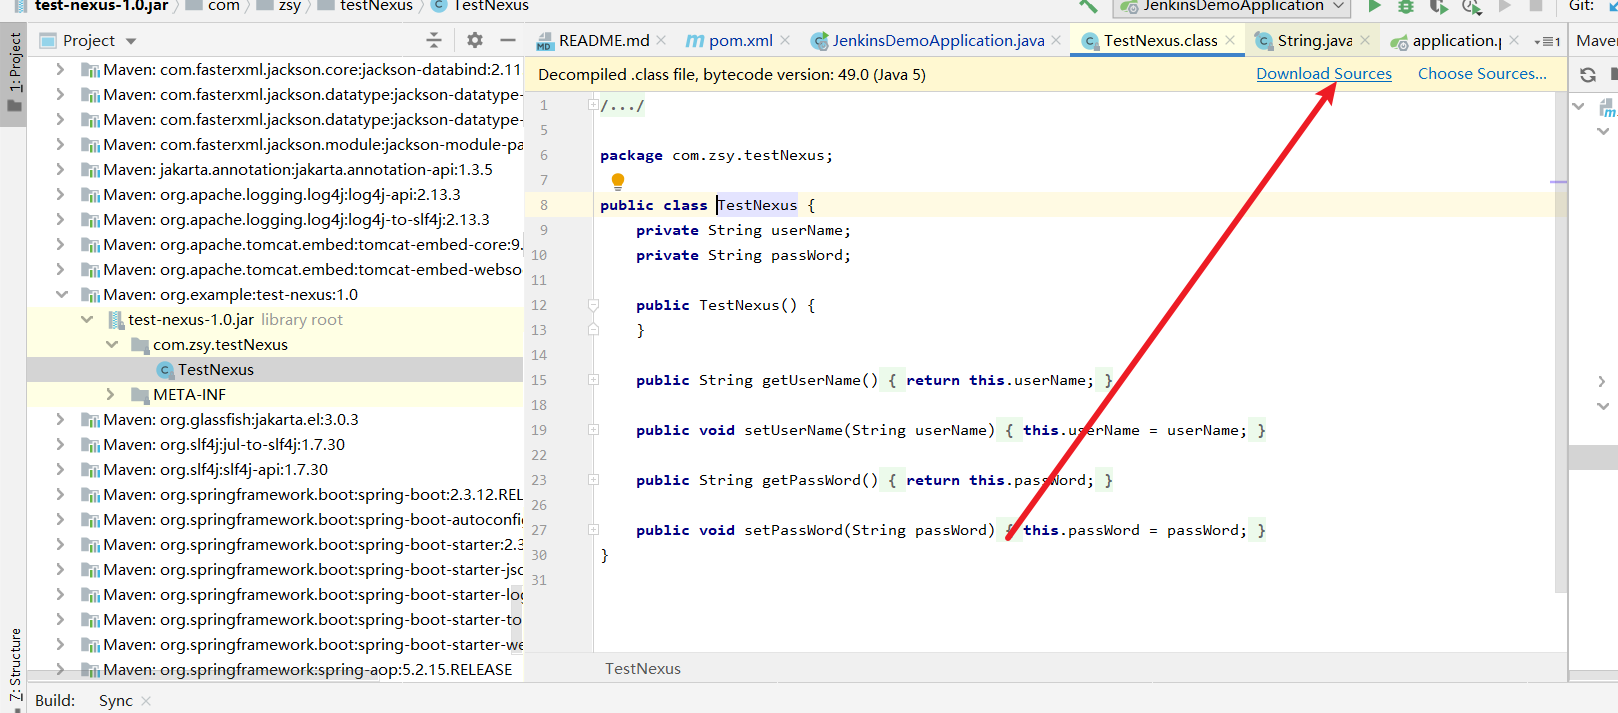 test-nexus-1.0.jar com zsy testNexus TestNexus JenkinsDemoApplication Git:
1: Project
Project
README.md pom.xml JenkinsDemoApplication.java TestNexus.class String.java application.p 1 Maven
Decompiled .class file, bytecode version: 49.0 (Java 5) Download Sources Choose Sources...
Maven: com.fasterxml.jackson.core:jackson-databind:2.11
Maven: com.fasterxml.jackson.datatype:jackson-datatype-
Maven: com.fasterxml.jackson.datatype:jackson-datatype-
Maven: com.fasterxml.jackson.module:jackson-module-pa
Maven: jakarta.annotation:jakarta.annotation-api:1.3.5
Maven: org.apache.logging.log4j:log4j-api:2.13.3
Maven: org.apache.logging.log4j:log4j-to-slf4j:2.13.3
Maven: org.apache.tomcat.embed:tomcat-embed-core:9.
Maven: org.apache.tomcat.embed:tomcat-embed-webso
Maven: org.example:test-nexus:1.0
test-nexus-1.0.jar library root
com.zsy.testNexus
TestNexus
META-INF
Maven: org.glassfish:jakarta.el:3.0.3
Maven: org.slf4j:jul-to-slf4j:1.7.30
Maven: org.slf4j:slf4j-api:1.7.30
Maven: org.springframework.boot:spring-boot:2.3.12.REL
Maven: org.springframework.boot:spring-boot-autoconfi
Maven: org.springframework.boot:spring-boot-starter:2.3
Maven: org.springframework.boot:spring-boot-starter-jso
Maven: org.springframework.boot:spring-boot-starter-log
Maven: org.springframework.boot:spring-boot-starter-to
Maven: org.springframework.boot:spring-boot-starter-we
Maven: org.springframework:spring-aop:5.2.15.RELEASE
1 /.../
5
6 package com.zsy.testNexus;
7
8 public class TestNexus {
9 private String userName;
10 private String passWord;
11
12 public TestNexus() {
13 }
14
15 public String getUserName() { return this.userName; }
18
19 public void setUserName(String userName) { this.userName = userName; }
22
23 public String getPassWord() { return this.passWord; }
26
27 public void setPassWord(String passWord) { this.passWord = passWord; }
30 }
31
TestNexus
Z: Structure
Build: Sync